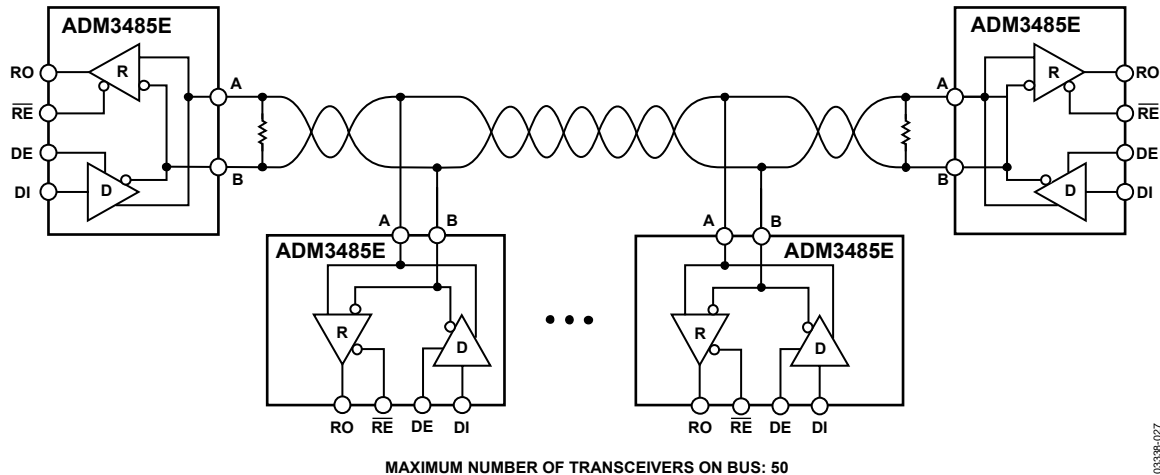 ADM3485E
RO
R
RE
DE
DI
D
A
B
ADM3485E
A
B
R
D
RO
RE
DE
DI
A B
ADM3485E
R
D
RO RE DE DI
A B
ADM3485E
R
D
RO RE DE DI
MAXIMUM NUMBER OF TRANSCEIVERS ON BUS: 50
03338-027